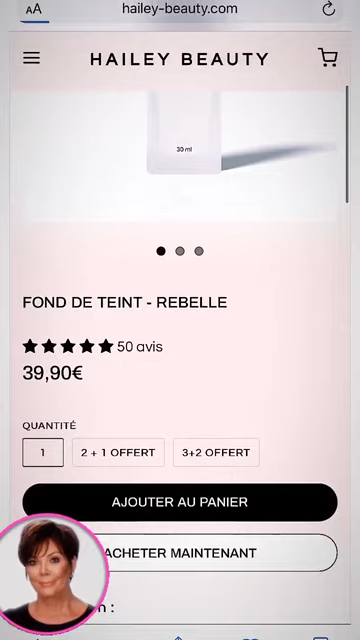 AA
hailey-beauty.com
HAILEY BEAUTY
30 ml
FOND DE TEINT - REBELLE
50 avis
39,90€
QUANTITÉ
1
2 + 1 OFFERT
3+2 OFFERT
AJOUTER AU PANIER
ACHETER MAINTENANT